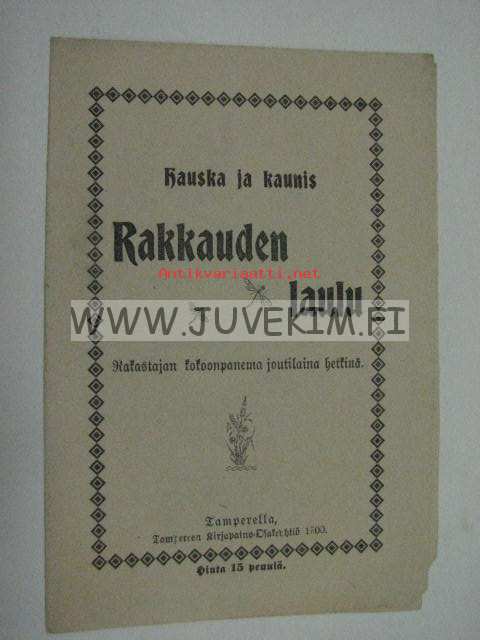 Hauska ja kaunis
Rakkauden
Antikvariaatti.net
laulu
WWW.JUVEKIM.FI
Rakastajan kokoonpanema joutilaina hetkinä.
Tamperella,
Tampereen Kirjapaino-Osakeyhtiö 1900.
Hinta 15 penniä.